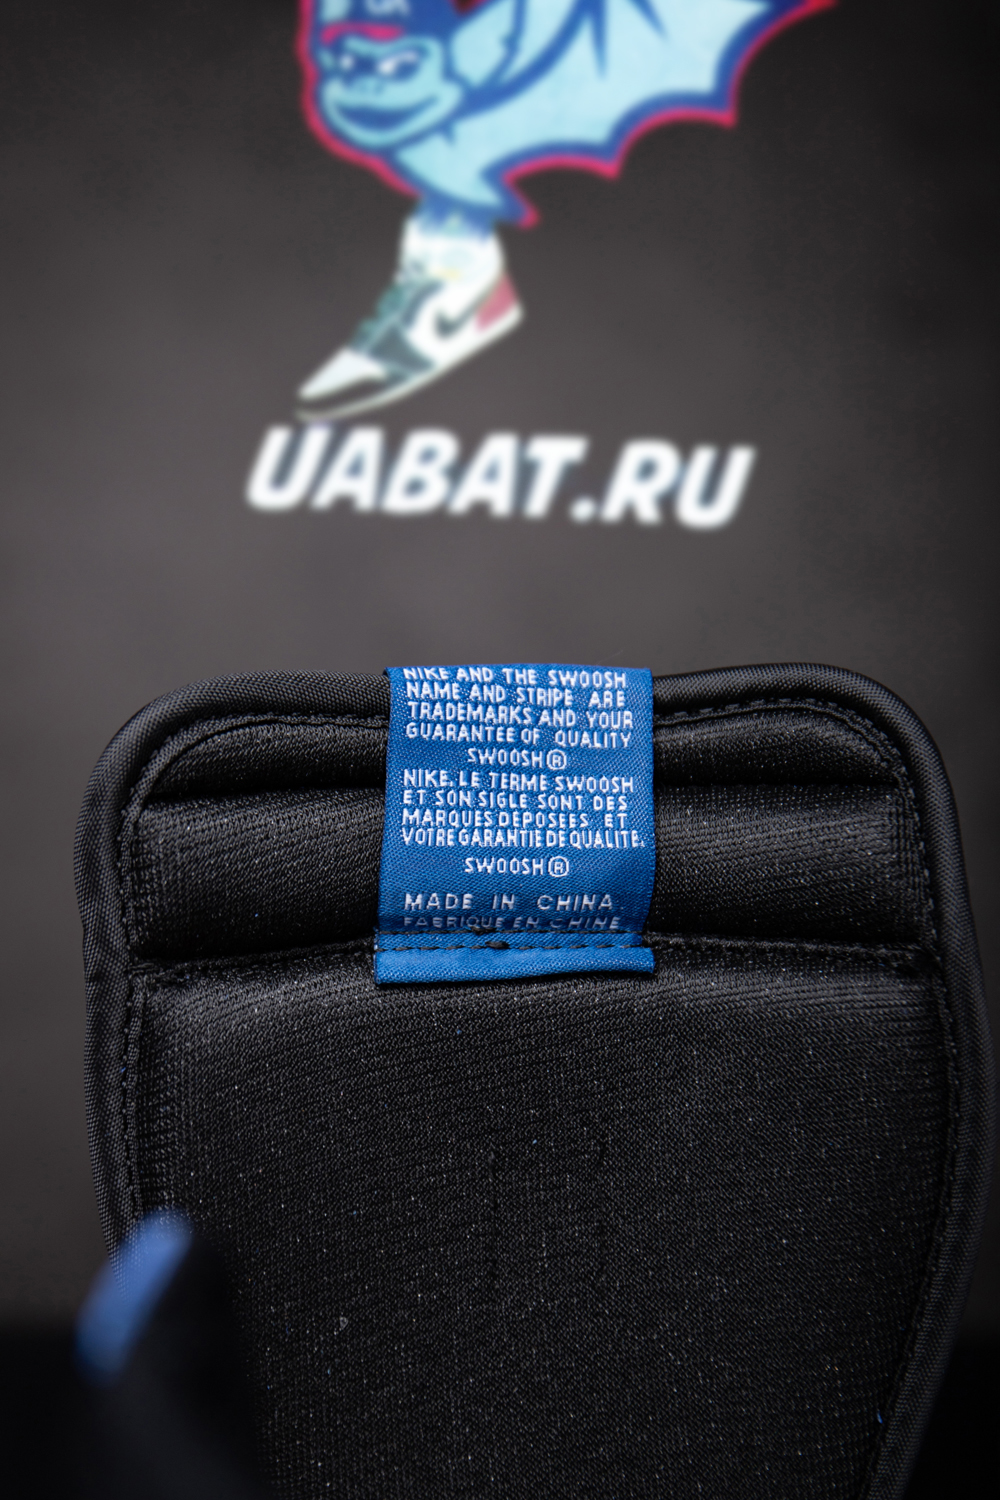 UABAT.RU
NIKE AND THE SWOOSH
NAME AND STRIPE ARE
TRADEMARKS AND YOUR
GUARANTEE OF QUALITY
SWOOSH®
NIKE, LE TERME SWOOSH
ET SON SIGLE SONT DES
MARQUES DEPOSEES ET
VOTRE GARANTIE DE QUALITE.
SWOOSH®
MADE IN CHINA
FABRIQUE EN CHINE